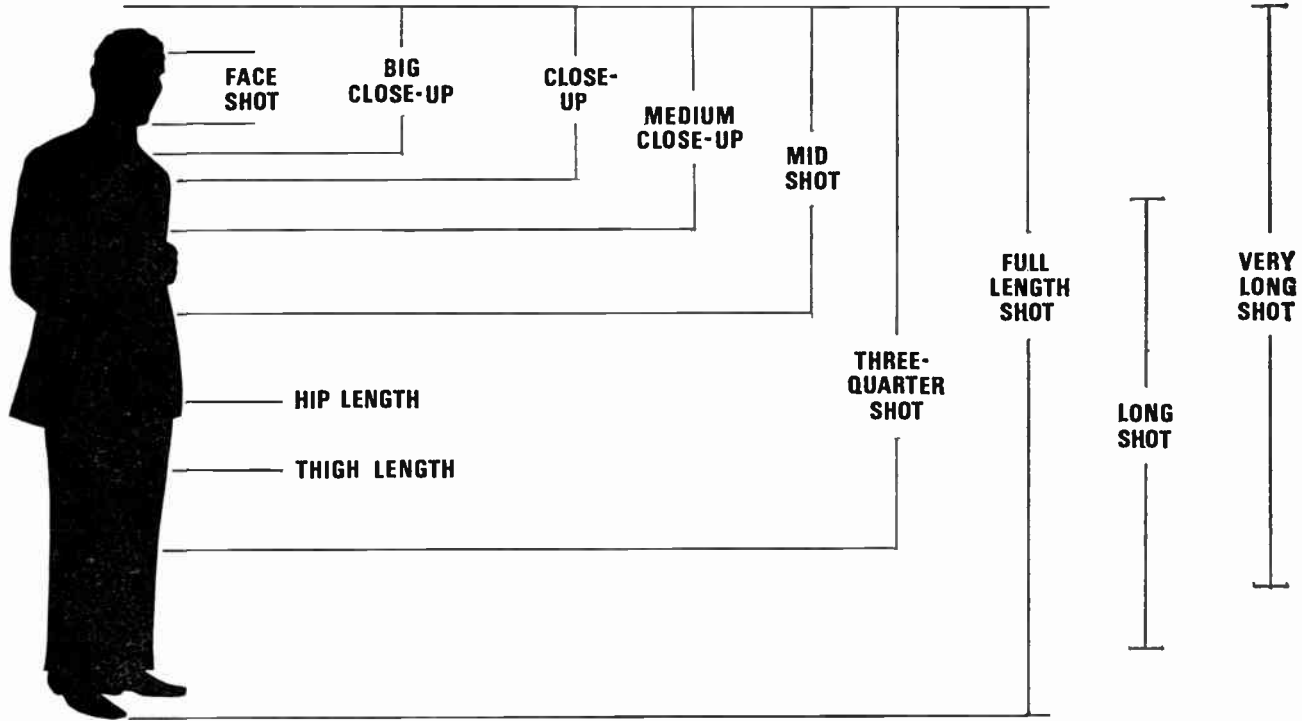 FACE
SHOT
BIG
CLOSE-UP
CLOSE-
UP
MEDIUM
CLOSE-UP
MID
SHOT
FULL
LENGTH
SHOT
VERY
LONG
SHOT
THREE-
QUARTER
SHOT
HIP LENGTH
LONG
SHOT
THIGH LENGTH